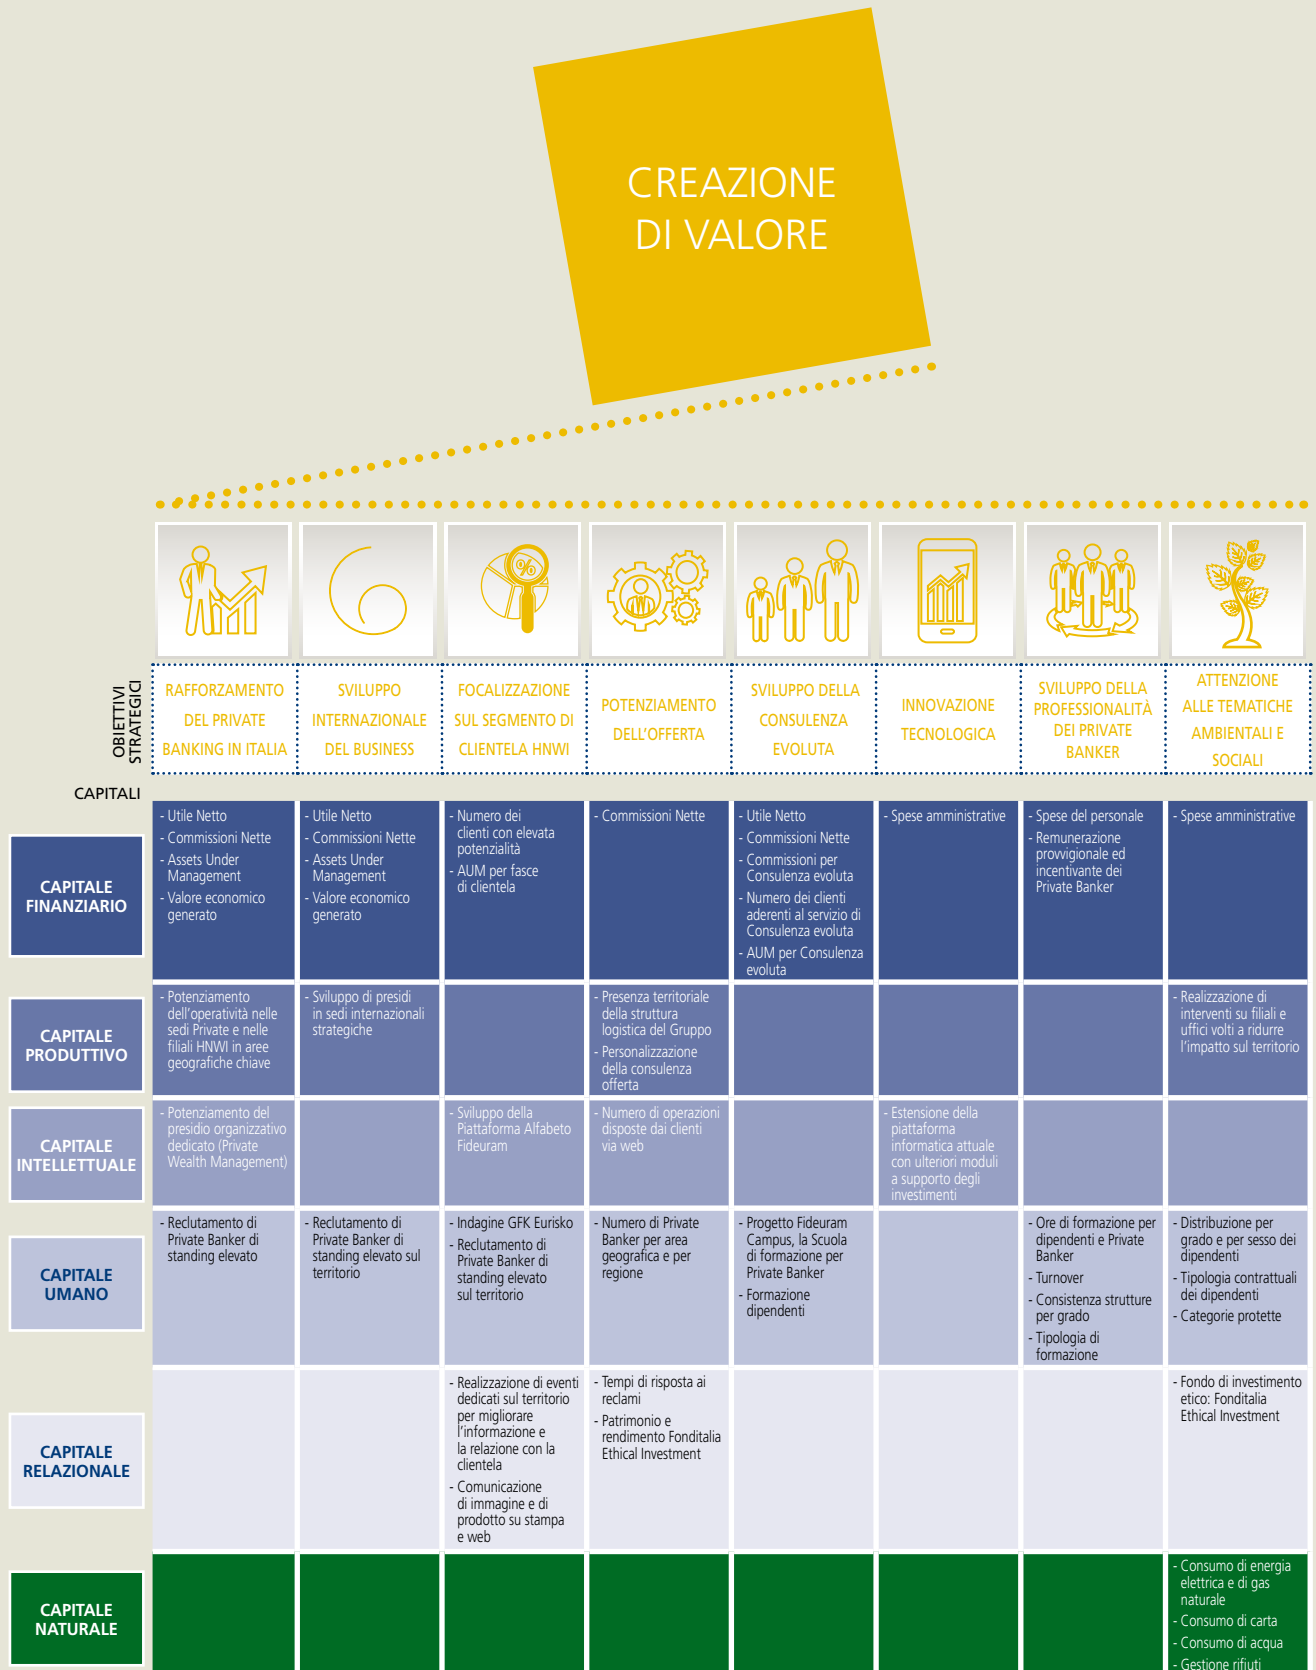 CREAZIONE
DI VALORE
OBIETTIVI
STRATEGICI
RAFFORZAMENTO
DEL PRIVATE
BANKING IN ITALIA
SVILUPPO
INTERNAZIONALE
DEL BUSINESS
FOCALIZZAZIONE
SUL SEGMENTO DI
CLIENTELA HNWI
POTENZIAMENTO
DELL'OFFERTA
SVILUPPO DELLA
CONSULENZA
EVOLUTA
INNOVAZIONE
TECNOLOGICA
SVILUPPO DELLA
PROFESSIONALITÀ
DEI PRIVATE
BANKER
ATTENZIONE
ALLE TEMATICHE
AMBIENTALI E
SOCIALI
CAPITALI
CAPITALE
FINANZIARIO
- Utile Netto
- Commissioni Nette
- Assets Under
Management
- Valore economico
generato
- Utile Netto
- Commissioni Nette
- Assets Under
Management
- Valore economico
generato
- Numero dei
clienti con elevata
potenzialità
- AUM per fasce
di clientela
- Commissioni Nette
- Utile Netto
- Commissioni Nette
- Commissioni per
Consulenza evoluta
- Numero dei clienti
aderenti al servizio di
Consulenza evoluta
- AUM per Consulenza
evoluta
- Spese amministrative
- Spese del personale
- Remunerazione
provvigionale ed
incentivante dei
Private Banker
- Spese amministrative
CAPITALE
PRODUTTIVO
- Potenziamento
dell'operatività nelle
sedi Private e nelle
filiali HNWI in aree
geografiche chiave
- Sviluppo di presidi
in sedi internazionali
strategiche
- Presenza territoriale
della struttura
logistica del Gruppo
- Personalizzazione
della consulenza
offerta
- Realizzazione di
interventi su filiali e
uffici volti a ridurre
l'impatto sul territorio
CAPITALE
INTELLETTUALE
- Potenziamento del
presidio organizzativo
dedicato (Private
Wealth Management)
- Sviluppo della
Piattaforma Alfabeto
Fideuram
- Numero di operazioni
disposte dai clienti
via web
- Estensione della
piattaforma
informatica attuale
con ulteriori moduli
a supporto degli
investimenti
CAPITALE
UMANO
- Reclutamento di
Private Banker di
standing elevato
- Reclutamento di
Private Banker di
standing elevato sul
territorio
- Indagine GFK Eurisko
- Reclutamento di
Private Banker di
standing elevato
sul territorio
- Numero di Private
Banker per area
geografica e per
regione
- Progetto Fideuram
Campus, la Scuola
di formazione per
Private Banker
- Formazione
dipendenti
- Ore di formazione per
dipendenti e Private
Banker
- Turnover
- Consistenza strutture
per grado
- Tipologia di
formazione
- Distribuzione per
grado e per sesso dei
dipendenti
- Tipologia contrattuali
dei dipendenti
- Categorie protette
CAPITALE
RELAZIONALE
- Realizzazione di eventi
dedicati sul territorio
per migliorare
l'informazione e
la relazione con la
clientela
- Comunicazione
di immagine e di
prodotto su stampa
e web
- Tempi di risposta ai
reclami
- Patrimonio e
rendimento Fonditalia
Ethical Investment
- Fondo di investimento
etico: Fonditalia
Ethical Investment
CAPITALE
NATURALE
- Consumo di energia
elettrica e di gas
naturale
- Consumo di carta
- Consumo di acqua
- Gestione rifiuti
%